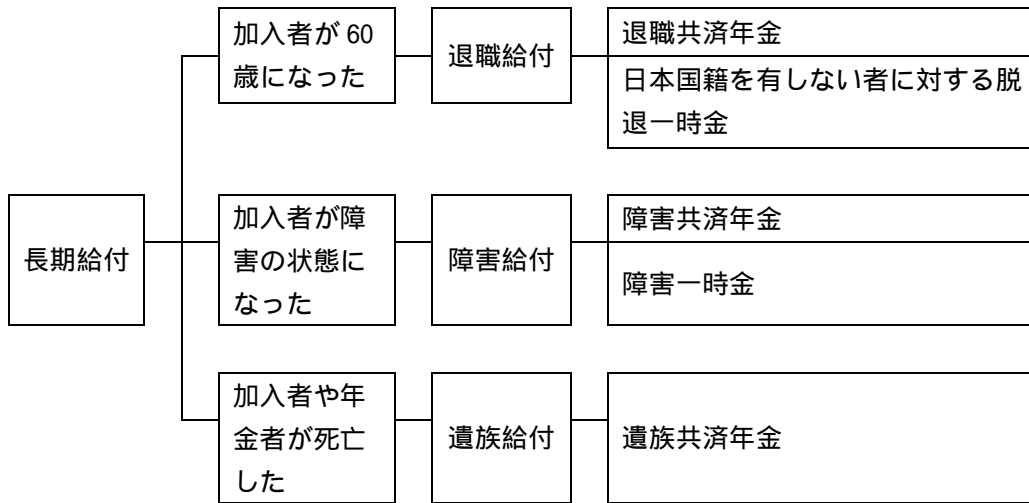 加入者が 60
歳になった
退職給付
退職共済年金
日本国籍を有しない者に対する脱
退一時金
長期給付
加入者が障
害の状態に
なった
障害給付
障害共済年金
障害一時金
加入者や年
金者が死亡
した
遺族給付
遺族共済年金